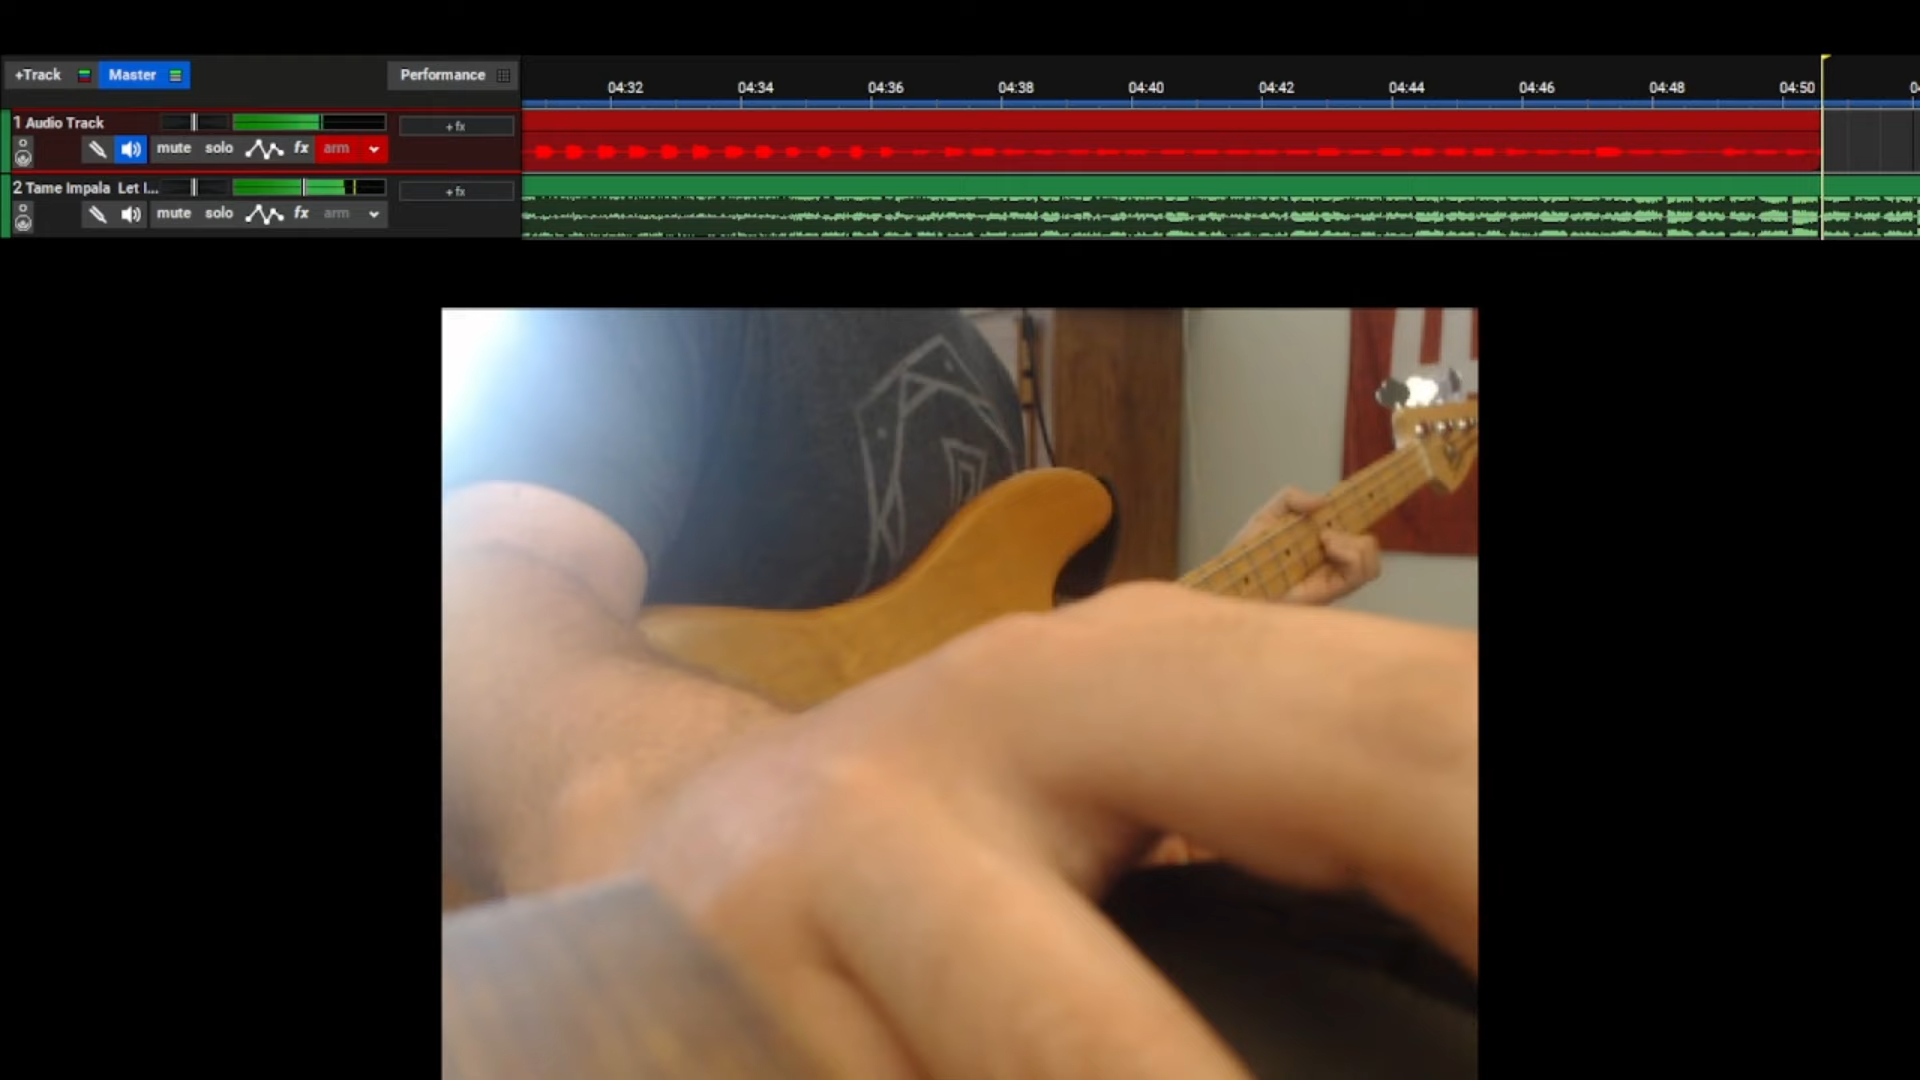 +Track Master Performance
04:32 04:34 04:36 04:38 04:40 04:42 04:44 04:46 04:48 04:50
1 Audio Track
+fx
mute solo fx arm
2 Tame Impala Let I...
+fx
mute solo fx arm